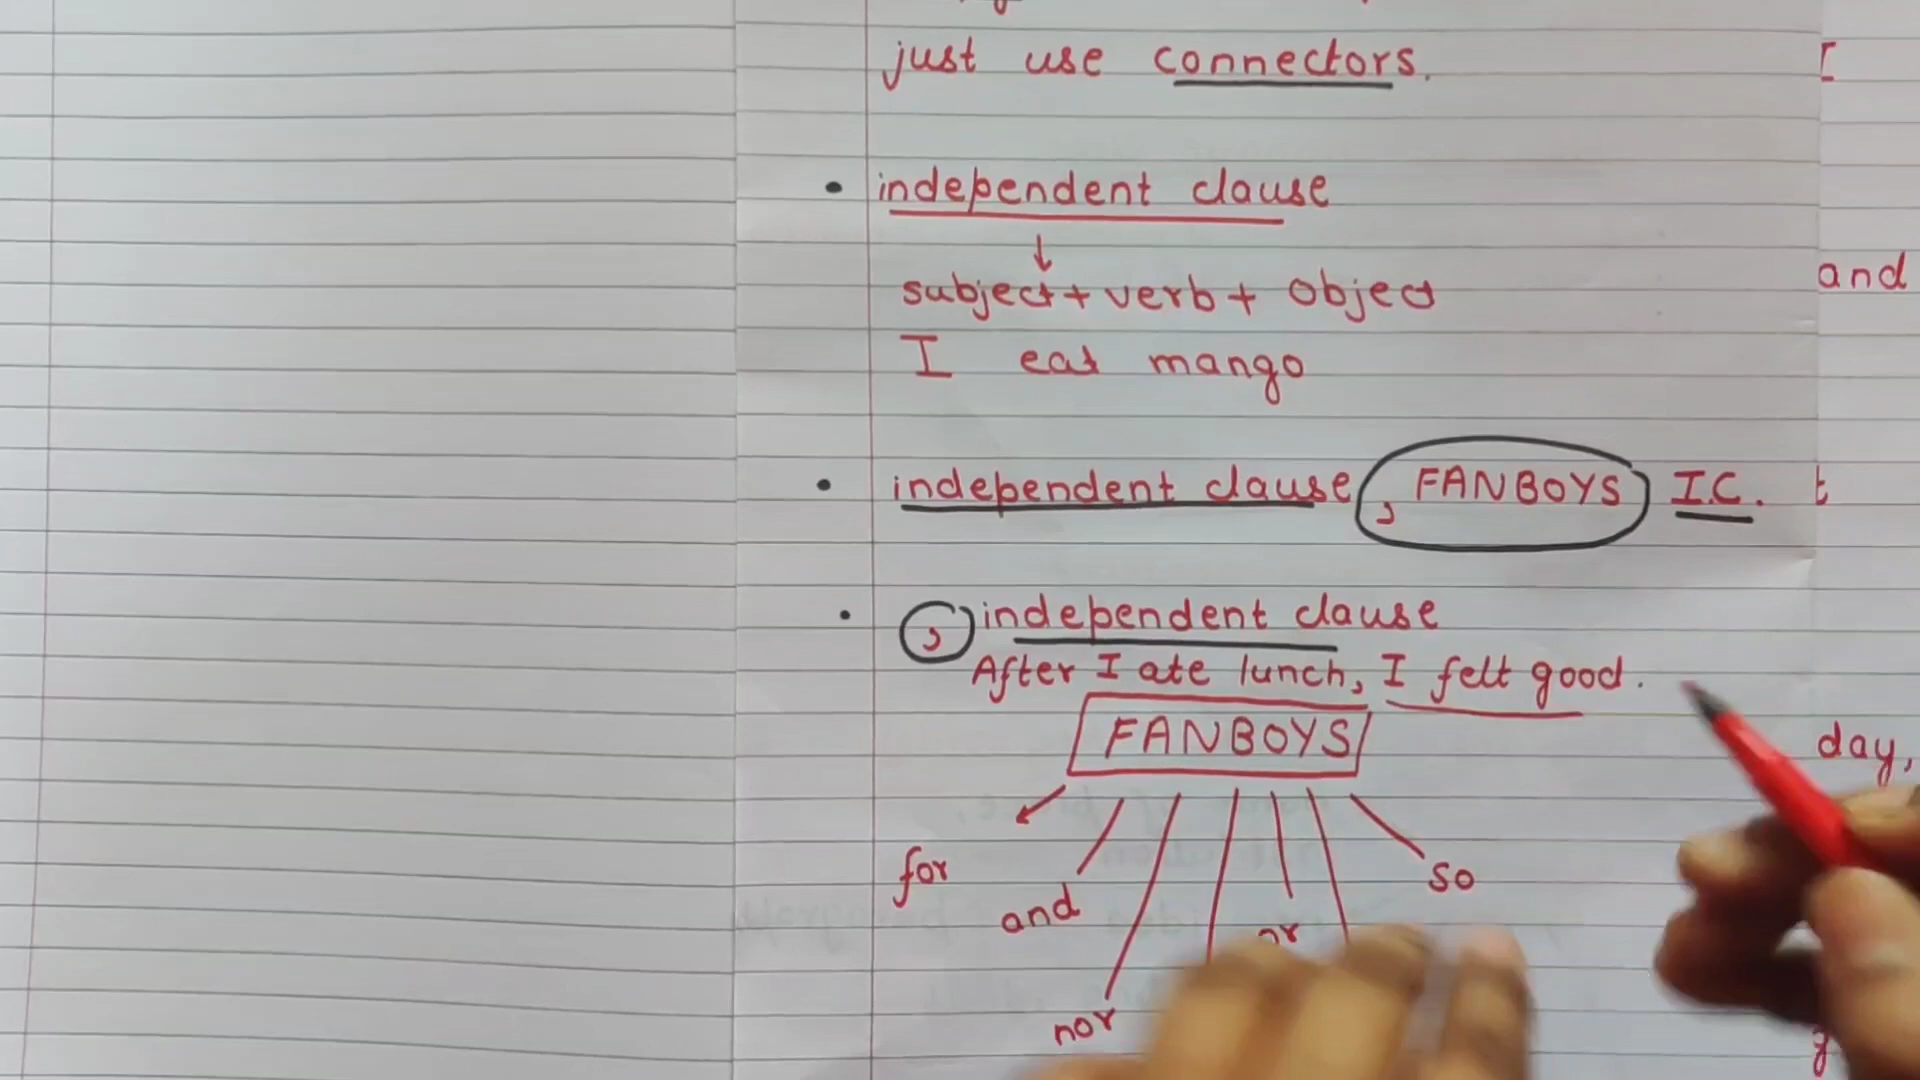 just use connectors.
• independent clause
↓
subject + verb + object
I eat mango
• independent clause, FANBOYS I.C.
• , independent clause
After I ate lunch, I felt good.
FANBOYS
for
and
nor
or
so
I
and
t
day,